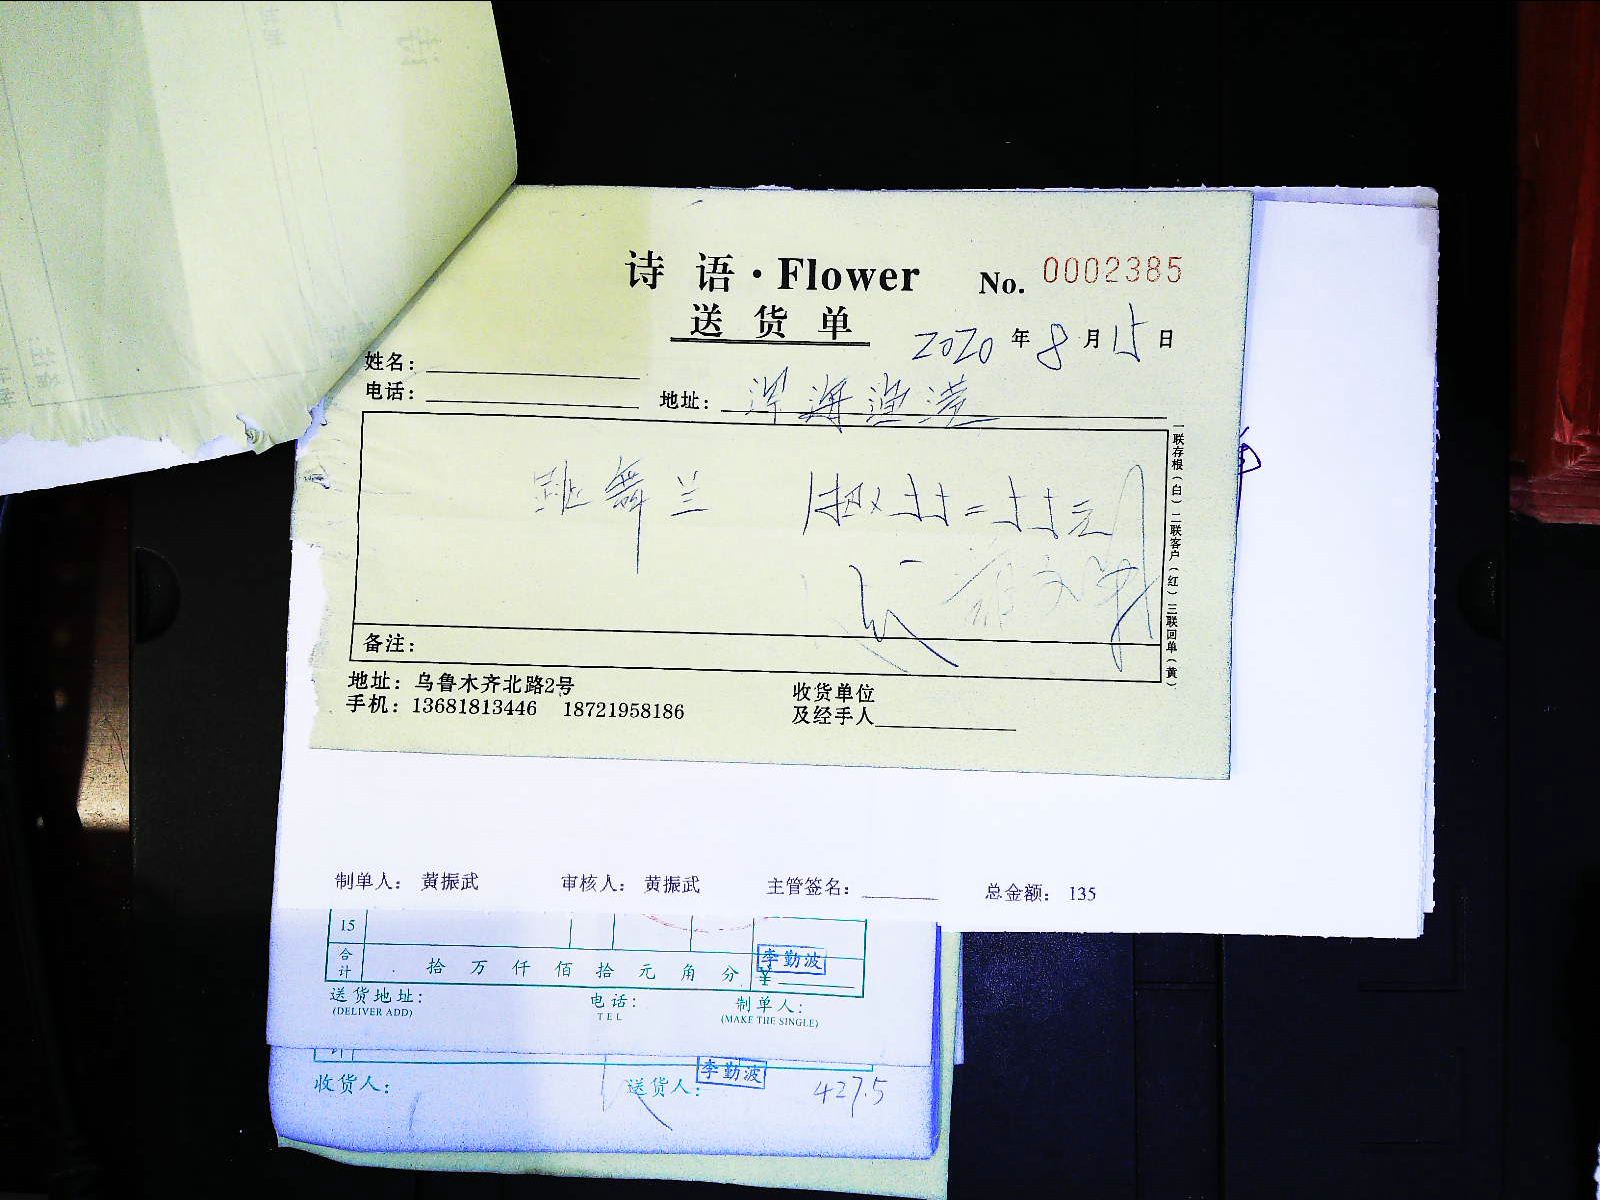 诗 语·Flower No. 0002385
送 货 单
2020 年 8 月 15 日
姓名：
电话：
地址：
跳舞兰 1把×55=55元
备注：
一联存根（白）二联客户（红）三联回单（黄）
地址：乌鲁木齐北路2号
手机：13681813446 18721958186
收货单位
及经手人
制单人： 黄振武 审核人： 黄振武 主管签名： 总金额： 135
15
合计 拾 万 仟 佰 拾 元 角 分 ¥
李勤波
送货地址：
(DELIVER ADD)
电话：
TEL
制单人：
(MAKE THE SINGLE)
李勤波
收货人： 送货人： 427.5